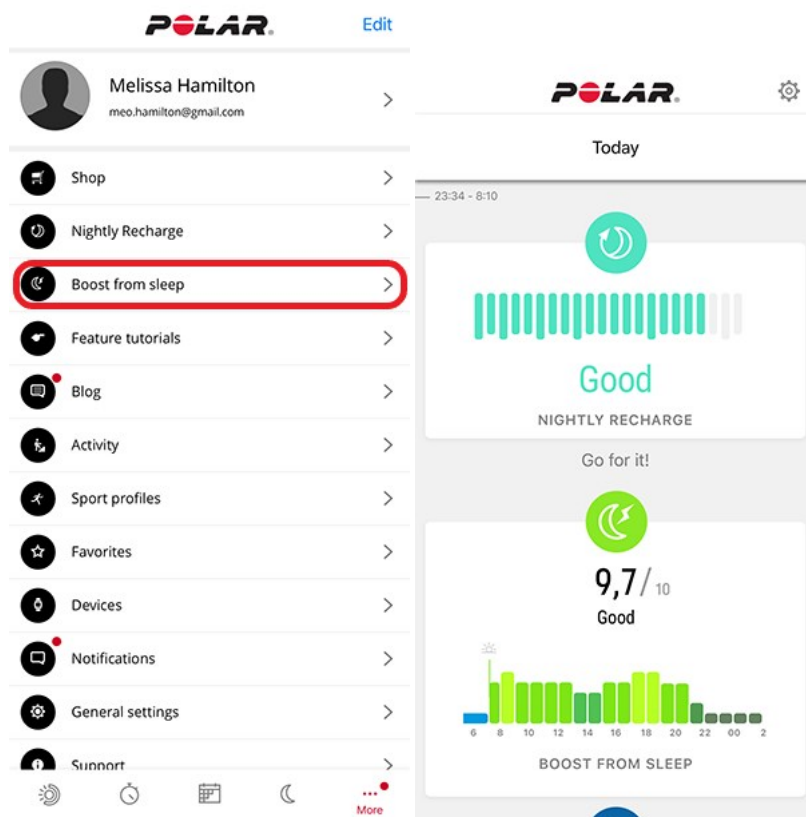 POLAR.
Edit
Melissa Hamilton
meo.hamilton@gmail.com
Shop
Nightly Recharge
Boost from sleep
Feature tutorials
Blog
Activity
Sport profiles
Favorites
Devices
Notifications
General settings
Support
More
POLAR.
Today
23:34 - 8:10
Good
NIGHTLY RECHARGE
Go for it!
9,7/10
Good
6 8 10 12 14 16 18 20 22 00 2
BOOST FROM SLEEP